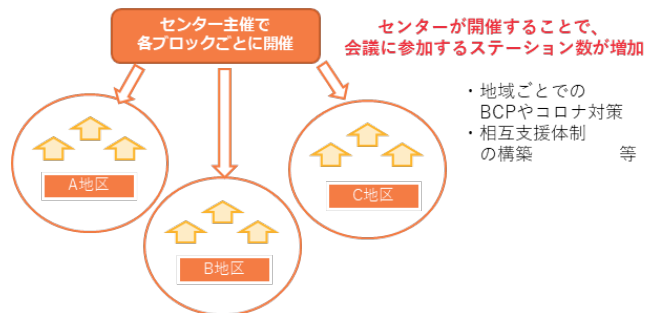 センター主催で
各ブロックごとに開催
センターが開催することで、
会議に参加するステーション数が増加
・地域ごとでの
BCPやコロナ対策
・相互支援体制
の構築　　　　等
A地区
B地区
C地区